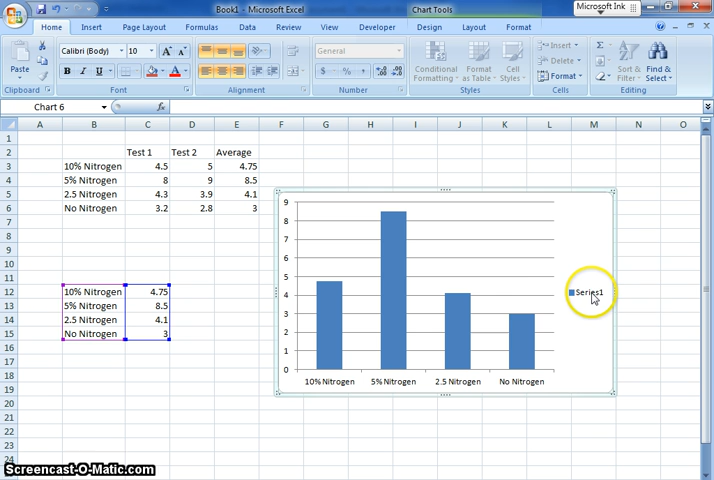 Book1 - Microsoft Excel
Chart Tools
Microsoft Ink
Home Insert Page Layout Formulas Data Review View Developer Design Layout Format
Paste
Clipboard
Calibri (Body) 10
B I U
Font
Alignment
General
$ % ,
Number
Conditional Formatting
Format as Table
Cell Styles
Styles
Insert
Delete
Format
Cells
Sort & Filter
Find & Select
Editing
Chart 6 fx
A B C D E F G H I J K L M N O
1
2 Test 1 Test 2 Average
3 10% Nitrogen 4.5 5 4.75
4 5% Nitrogen 8 9 8.5
5 2.5 Nitrogen 4.3 3.9 4.1
6 No Nitrogen 3.2 2.8 3
7
8
9
10
11
12 10% Nitrogen 4.75
13 5% Nitrogen 8.5
14 2.5 Nitrogen 4.1
15 No Nitrogen 3
16
17
18
19
20
21
22
23
24
9
8
7
6
5
4
3
2
1
0
10% Nitrogen 5% Nitrogen 2.5 Nitrogen No Nitrogen
Series1
Screencast-O-Matic.com